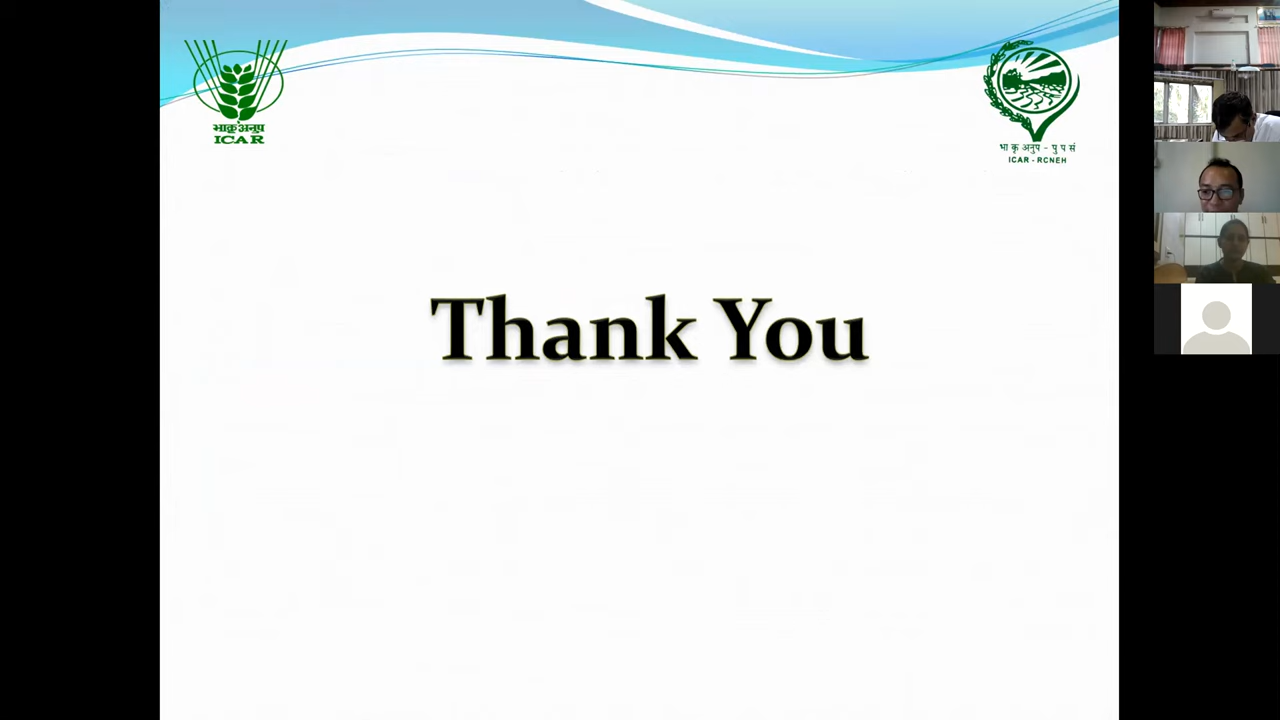 भाकृअनुप
ICAR
भा कृ अनुप - पु प सं
ICAR - RCNEH
Thank You